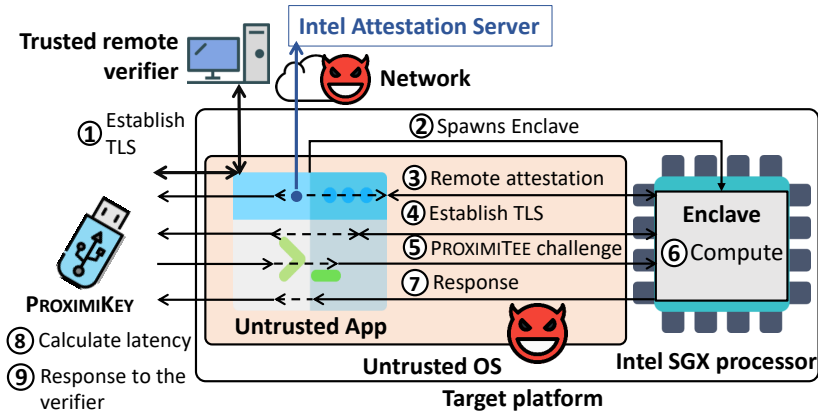 Intel Attestation Server
Trusted remote
verifier
Network
① Establish
TLS
② Spawns Enclave
③ Remote attestation
④ Establish TLS
Enclave
⑤ PROXIMITEE challenge
⑥ Compute
⑦ Response
PROXIMIKEY
Untrusted App
⑧ Calculate latency
Untrusted OS
Intel SGX processor
⑨ Response to the
verifier
Target platform